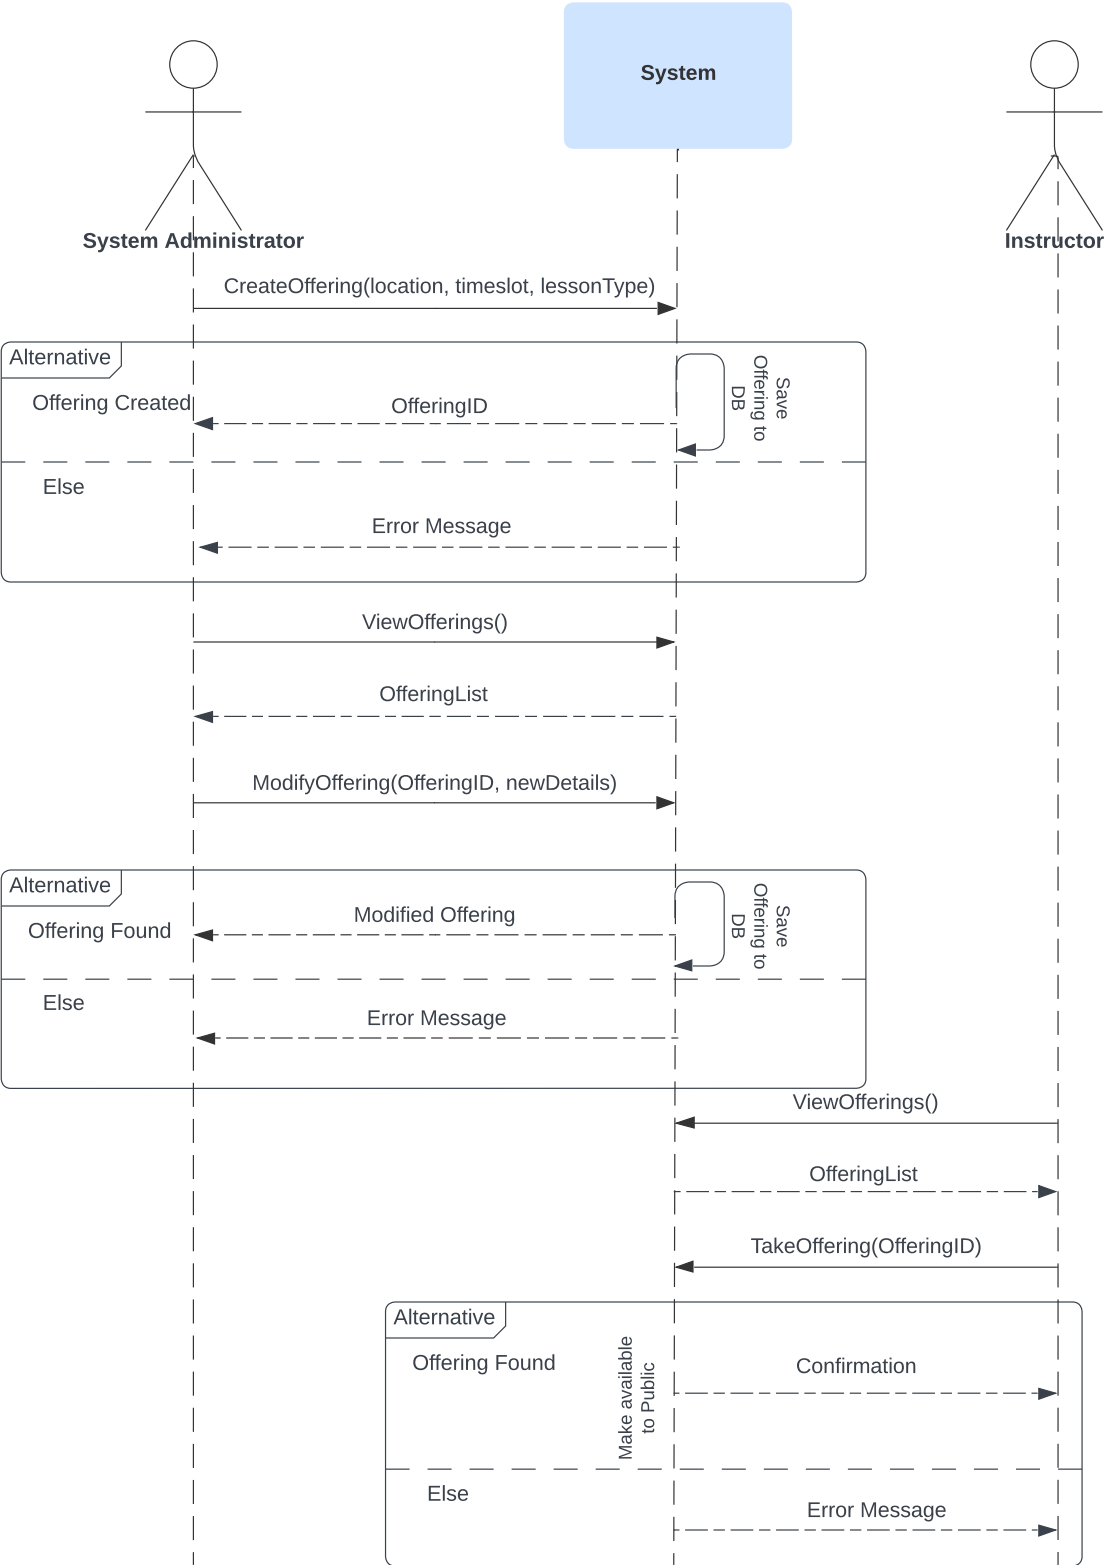 System
System Administrator
Instructor
CreateOffering(location, timeslot, lessonType)
Alternative
Offering Created
OfferingID
Save
Offering to
DB
Else
Error Message
ViewOfferings()
OfferingList
ModifyOffering(OfferingID, newDetails)
Alternative
Offering Found
Modified Offering
Save
Offering to
DB
Else
Error Message
ViewOfferings()
OfferingList
TakeOffering(OfferingID)
Alternative
Offering Found
Make available
to Public
Confirmation
Else
Error Message